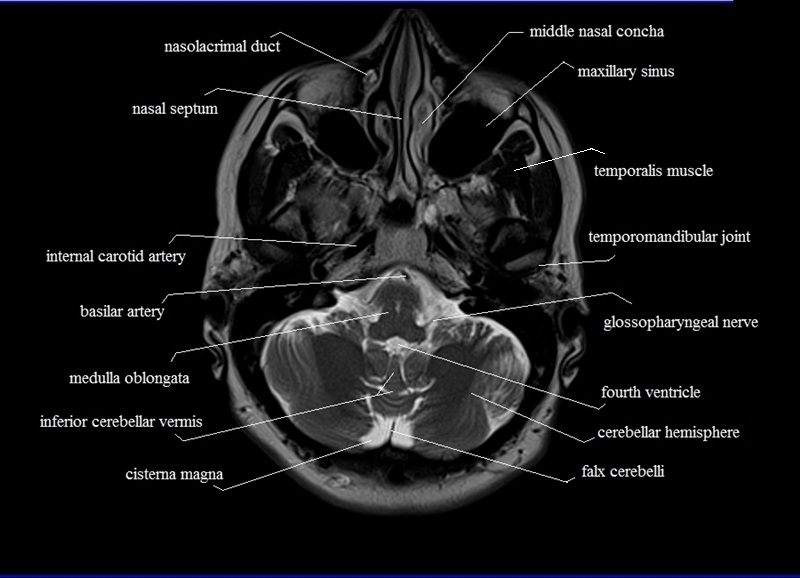 nasolacrimal duct
middle nasal concha
maxillary sinus
nasal septum
temporalis muscle
temporomandibular joint
internal carotid artery
basilar artery
glossopharyngeal nerve
medulla oblongata
fourth ventricle
inferior cerebellar vermis
cerebellar hemisphere
cisterna magna
falx cerebelli